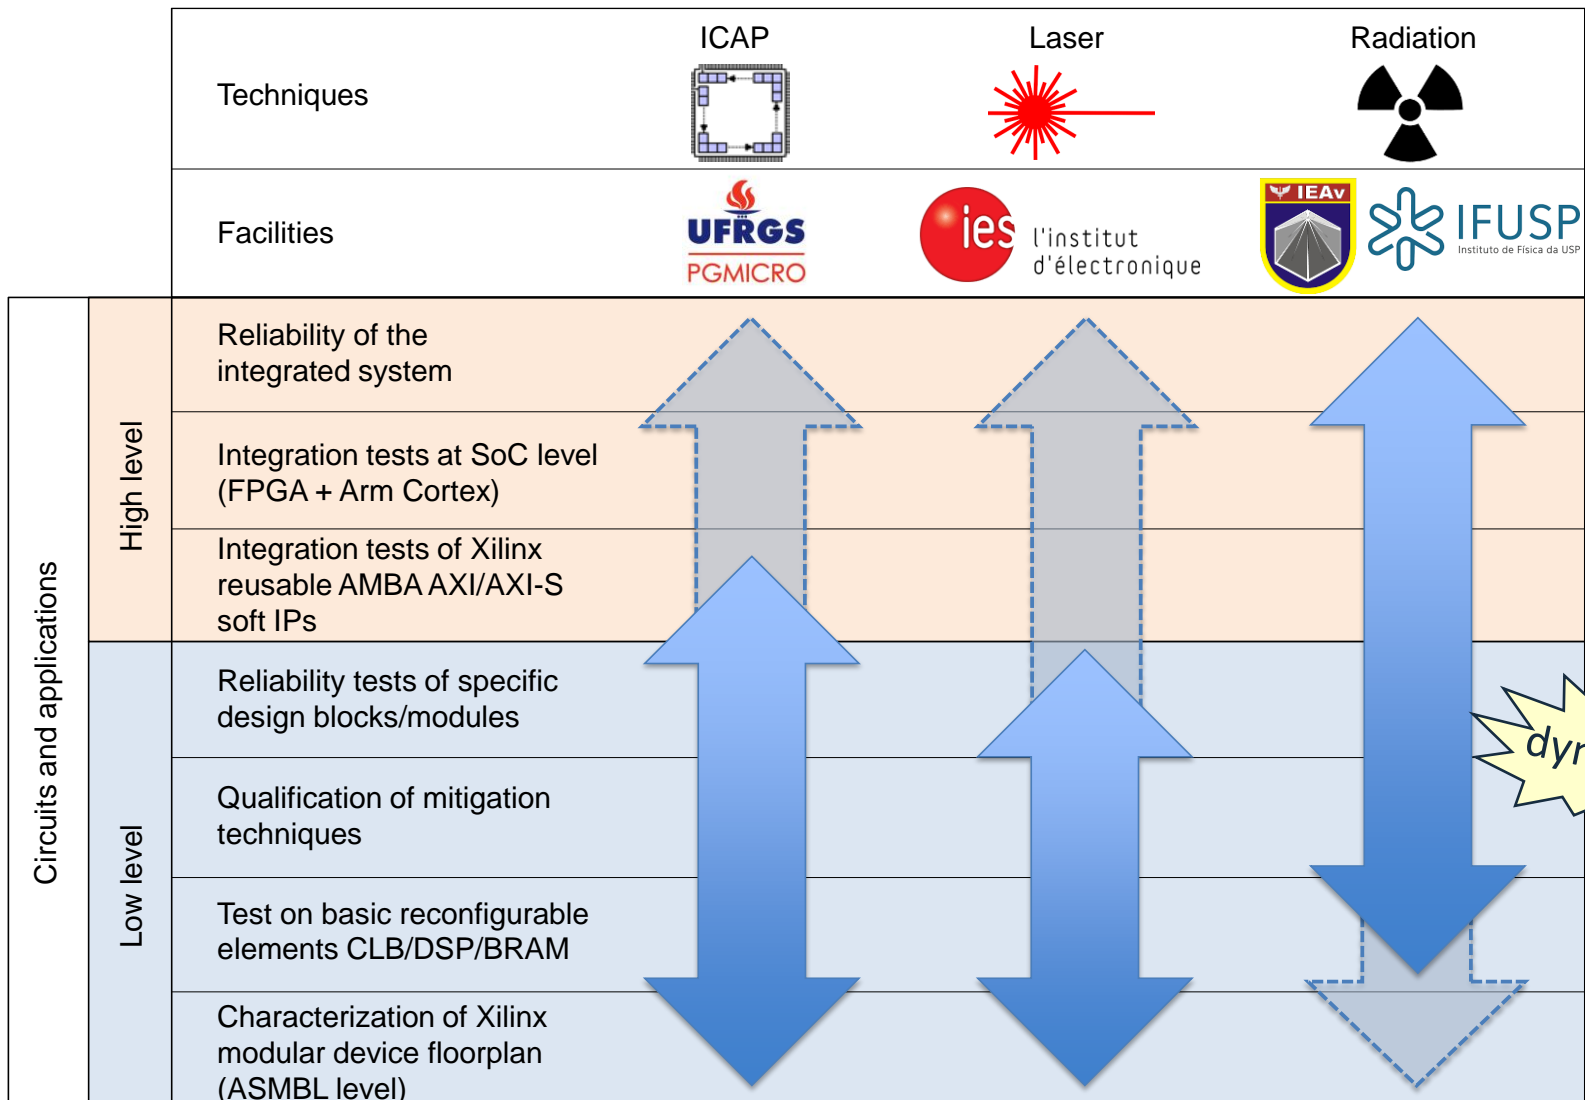 ICAP
Laser
Radiation
Techniques
Facilities
UFRGS
PGMICRO
ies
l'institut
d'électronique
IEAv
IFUSP
Instituto de Física da USP
Circuits and applications
High level
Reliability of the
integrated system
Integration tests at SoC level
(FPGA + Arm Cortex)
Integration tests of Xilinx
reusable AMBA AXI/AXI-S
soft IPs
Low level
Reliability tests of specific
design blocks/modules
Qualification of mitigation
techniques
Test on basic reconfigurable
elements CLB/DSP/BRAM
Characterization of Xilinx
modular device floorplan
(ASMBL level)